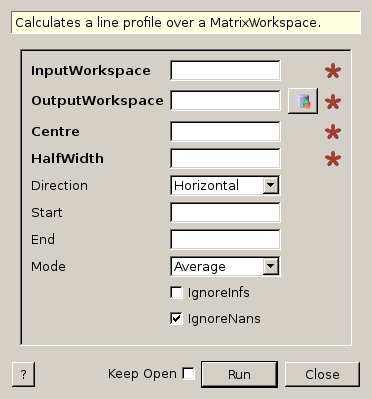 Calculates a line profile over a MatrixWorkspace.
InputWorkspace
OutputWorkspace
Centre
HalfWidth
Direction Horizontal
Start
End
Mode Average
IgnoreInfs
IgnoreNans
? Keep Open Run Close